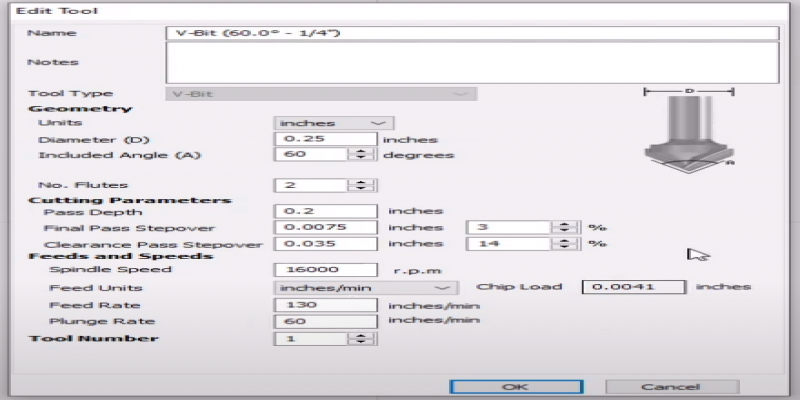 Edit Tool
Name V-Bit (60.0° - 1/4")
Notes
Tool Type V-Bit
Geometry
Units inches
Diameter (D) 0.25 inches
Included Angle (A) 60 degrees
No. Flutes 2
Cutting Parameters
Pass Depth 0.2 inches
Final Pass Stepover 0.0075 inches 3 %
Clearance Pass Stepover 0.035 inches 14 %
Feeds and Speeds
Spindle Speed 16000 r.p.m
Feed Units inches/min Chip Load 0.0041 inches
Feed Rate 130 inches/min
Plunge Rate 60 inches/min
Tool Number 1
D
A
OK Cancel